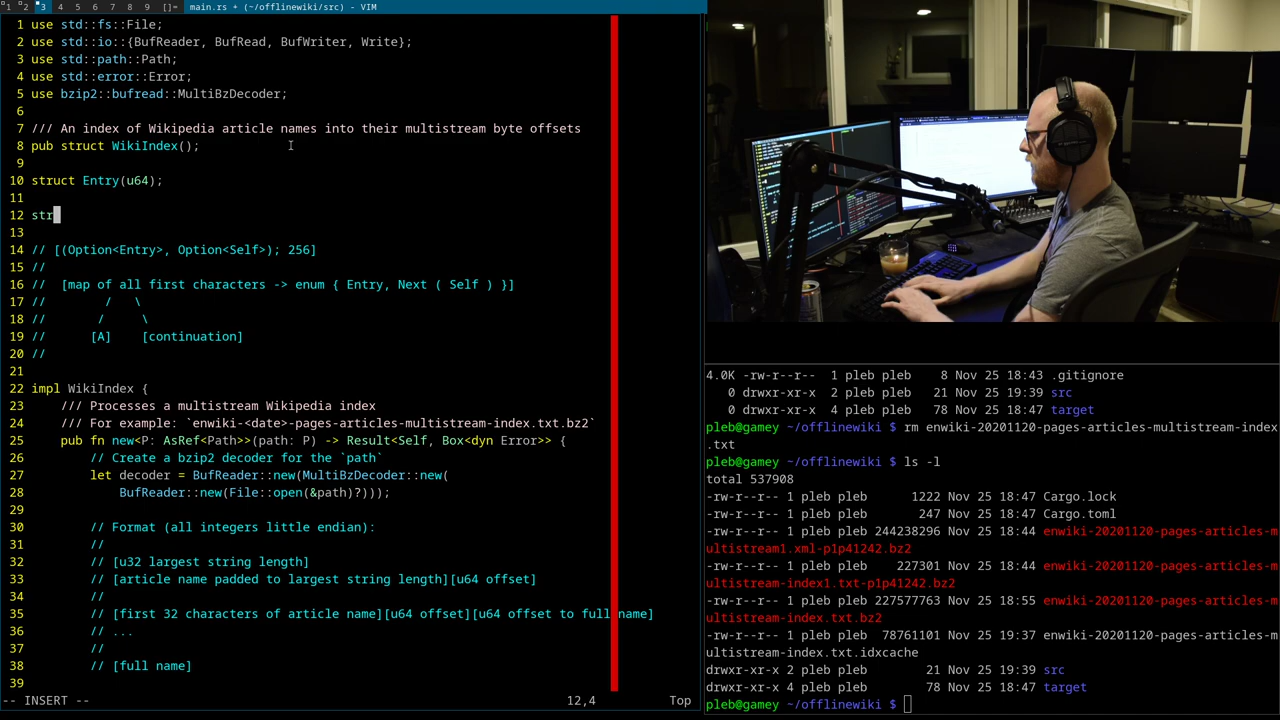 1 2 3 4 5 6 7 8 9 []= main.rs + (~/offlinewiki/src) - VIM
1 use std::fs::File;
2 use std::io::{BufReader, BufRead, BufWriter, Write};
3 use std::path::Path;
4 use std::error::Error;
5 use bzip2::bufread::MultiBzDecoder;
6
7 /// An index of Wikipedia article names into their multistream byte offsets
8 pub struct WikiIndex();
9
10 struct Entry(u64);
11
12 str
13
14 // [(Option<Entry>, Option<Self>); 256]
15 //
16 //  [map of all first characters -> enum { Entry, Next ( Self ) }]
17 //        /   \
18 //       /     \
19 //      [A]    [continuation]
20 //
21
22 impl WikiIndex {
23     /// Processes a multistream Wikipedia index
24     /// For example: `enwiki-<date>-pages-articles-multistream-index.txt.bz2`
25     pub fn new<P: AsRef<Path>>(path: P) -> Result<Self, Box<dyn Error>> {
26         // Create a bzip2 decoder for the `path`
27         let decoder = BufReader::new(MultiBzDecoder::new(
28             BufReader::new(File::open(&path)?)));
29
30         // Format (all integers little endian):
31         //
32         // [u32 largest string length]
33         // [article name padded to largest string length][u64 offset]
34         //
35         // [first 32 characters of article name][u64 offset][u64 offset to full name]
36         // ...
37         //
38         // [full name]
39
-- INSERT -- 12,4 Top
4.0K -rw-r--r-- 1 pleb pleb 8 Nov 25 18:43 .gitignore
0 drwxr-xr-x 2 pleb pleb 21 Nov 25 19:39 src
0 drwxr-xr-x 4 pleb pleb 78 Nov 25 18:47 target
pleb@gamey ~/offlinewiki $ rm enwiki-20201120-pages-articles-multistream-index
.txt
pleb@gamey ~/offlinewiki $ ls -l
total 537908
-rw-r--r-- 1 pleb pleb 1222 Nov 25 18:47 Cargo.lock
-rw-r--r-- 1 pleb pleb 247 Nov 25 18:47 Cargo.toml
-rw-r--r-- 1 pleb pleb 244238296 Nov 25 18:44 enwiki-20201120-pages-articles-m
ultistream1.xml-p1p41242.bz2
-rw-r--r-- 1 pleb pleb 227301 Nov 25 18:44 enwiki-20201120-pages-articles-m
ultistream-index1.txt-p1p41242.bz2
-rw-r--r-- 1 pleb pleb 227577763 Nov 25 18:55 enwiki-20201120-pages-articles-m
ultistream-index.txt.bz2
-rw-r--r-- 1 pleb pleb 78761101 Nov 25 19:37 enwiki-20201120-pages-articles-m
ultistream-index.txt.idxcache
drwxr-xr-x 2 pleb pleb 21 Nov 25 19:39 src
drwxr-xr-x 4 pleb pleb 78 Nov 25 18:47 target
pleb@gamey ~/offlinewiki $